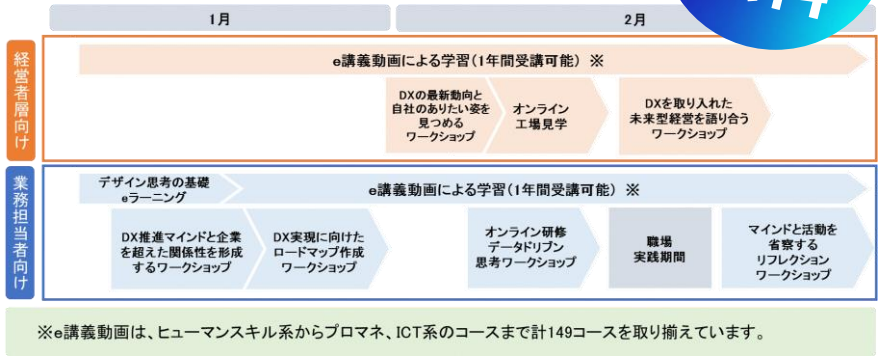 1月
2月
経営者層向け
e講義動画による学習(1年間受講可能) ※
DXの最新動向と
自社のありたい姿を
見つめる
ワークショップ
オンライン
工場見学
DXを取り入れた
未来型経営を語り合う
ワークショップ
業務担当者向け
デザイン思考の基礎
eラーニング
e講義動画による学習(1年間受講可能) ※
DX推進マインドと企業
を超えた関係性を形成
するワークショップ
DX実現に向けた
ロードマップ作成
ワークショップ
オンライン研修
データドリブン
思考ワークショップ
職場
実践期間
マインドと活動を
省察する
リフレクション
ワークショップ
※e講義動画は、ヒューマンスキル系からプロマネ、ICT系のコースまで計149コースを取り揃えています。